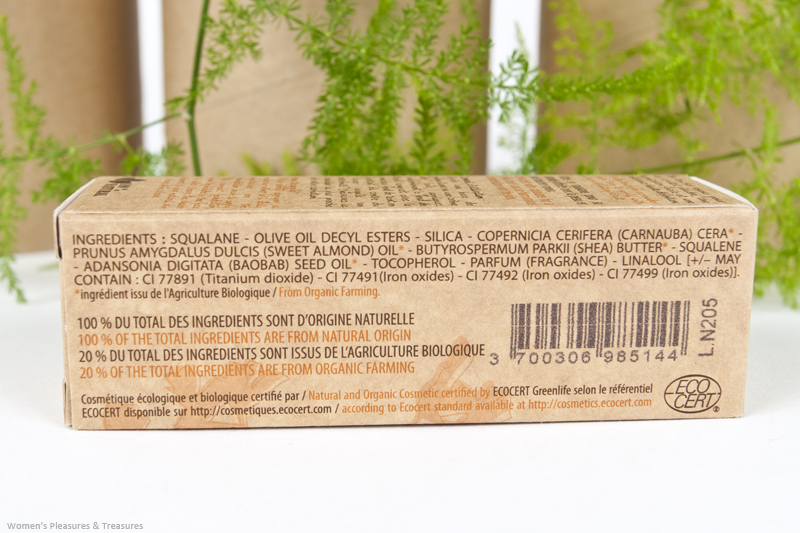 INGREDIENTS : SQUALANE - OLIVE OIL DECYL ESTERS - SILICA - COPERNICIA CERIFERA (CARNAUBA) CERA* -
PRUNUS AMYGDALUS DULCIS (SWEET ALMOND) OIL* - BUTYROSPERMUM PARKII (SHEA) BUTTER* - SQUALENE
- ADANSONIA DIGITATA (BAOBAB) SEED OIL* - TOCOPHEROL - PARFUM (FRAGRANCE) - LINALOOL [+/– MAY
CONTAIN : CI 77891 (Titanium dioxide) - CI 77491(Iron oxides) - CI 77492 (Iron oxides) - CI 77499 (Iron oxides)].
*ingrédient issu de l'Agriculture Biologique / From Organic Farming.
100 % DU TOTAL DES INGREDIENTS SONT D'ORIGINE NATURELLE
100 % OF THE TOTAL INGREDIENTS ARE FROM NATURAL ORIGIN
20 % DU TOTAL DES INGREDIENTS SONT ISSUS DE L'AGRICULTURE BIOLOGIQUE
20 % OF THE TOTAL INGREDIENTS ARE FROM ORGANIC FARMING
3 700306 985144
L.N205
Cosmétique écologique et biologique certifié par / Natural and Organic Cosmetic certified by ECOCERT Greenlife selon le référentiel
ECOCERT disponible sur http://cosmetiques.ecocert.com / according to Ecocert standard available at http://cosmetics.ecocert.com
ECO
CERT®
Women's Pleasures & Treasures